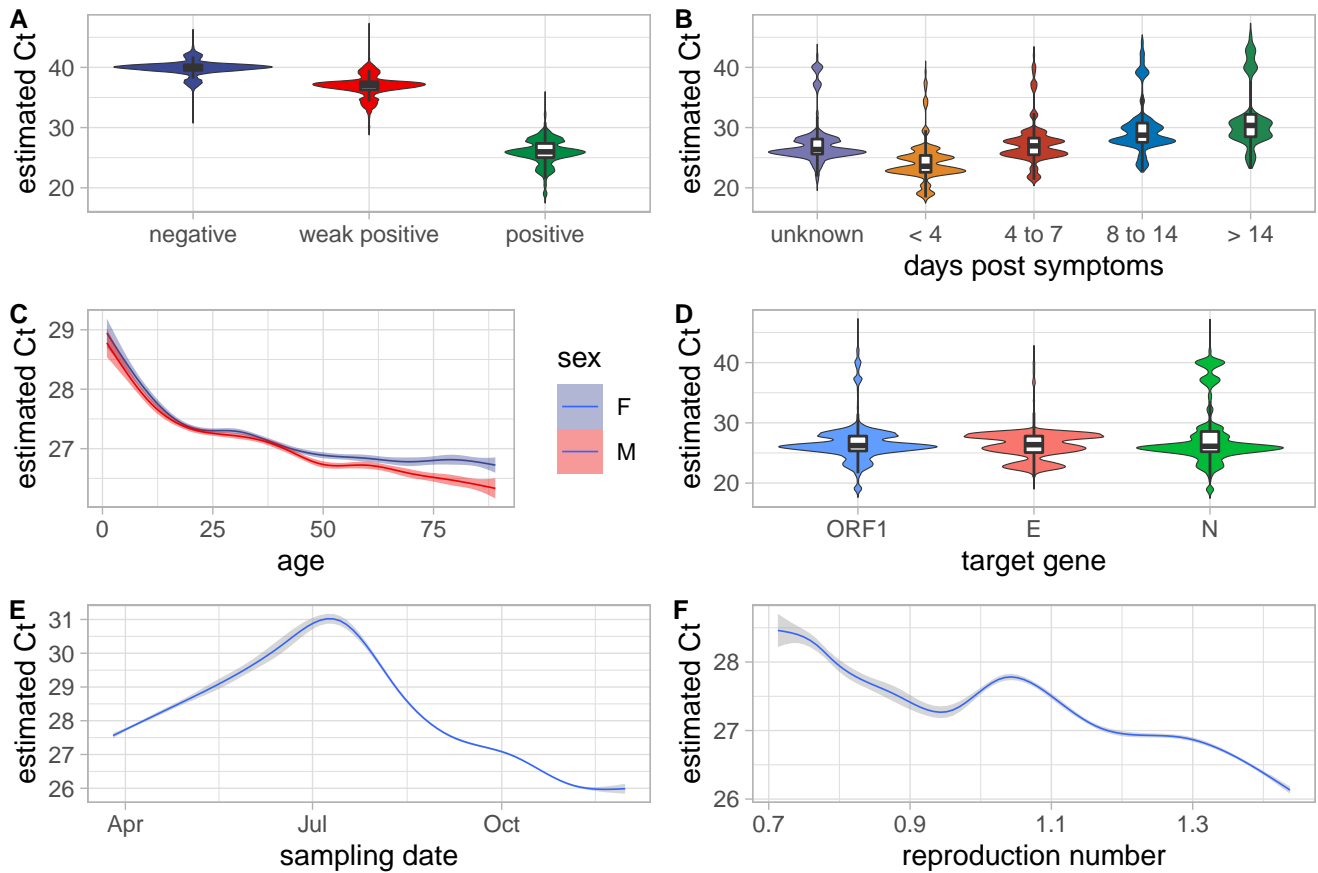 A
estimated Ct
40
30
20
negative weak positive positive
B
estimated Ct
40
30
20
unknown < 4 4 to 7 8 to 14 > 14
days post symptoms
C
estimated Ct
29
28
27
0 25 50 75
age
sex
F
M
D
estimated Ct
40
30
20
ORF1 E N
target gene
E
estimated Ct
31
30
29
28
27
26
Apr Jul Oct
sampling date
F
estimated Ct
28
27
26
0.7 0.9 1.1 1.3
reproduction number